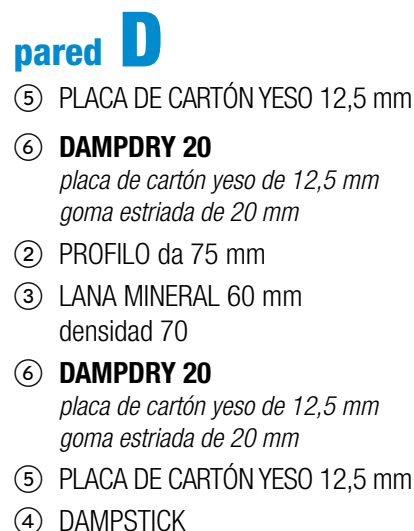 pared D
⑤ PLACA DE CARTÓN YESO 12,5 mm
⑥ DAMPDRY 20
placa de cartón yeso de 12,5 mm
goma estriada de 20 mm
② PROFILO da 75 mm
③ LANA MINERAL 60 mm
densidad 70
⑥ DAMPDRY 20
placa de cartón yeso de 12,5 mm
goma estriada de 20 mm
⑤ PLACA DE CARTÓN YESO 12,5 mm
④ DAMPSTICK